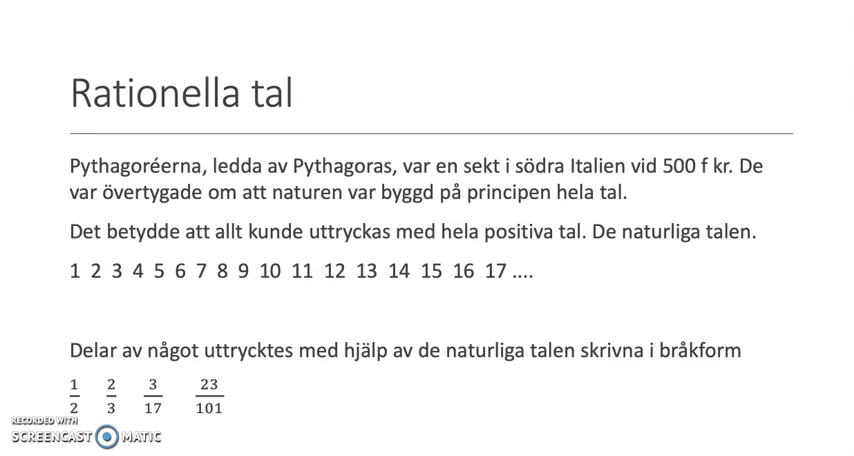 Rationella tal
Pythagoréerna, ledda av Pythagoras, var en sekt i södra Italien vid 500 f kr. De
var övertygade om att naturen var byggd på principen hela tal.
Det betydde att allt kunde uttryckas med hela positiva tal. De naturliga talen.
1 2 3 4 5 6 7 8 9 10 11 12 13 14 15 16 17 ....
Delar av något uttrycktes med hjälp av de naturliga talen skrivna i bråkform
1/2 2/3 3/17 23/101
RECORDED WITH
SCREENCAST MATIC